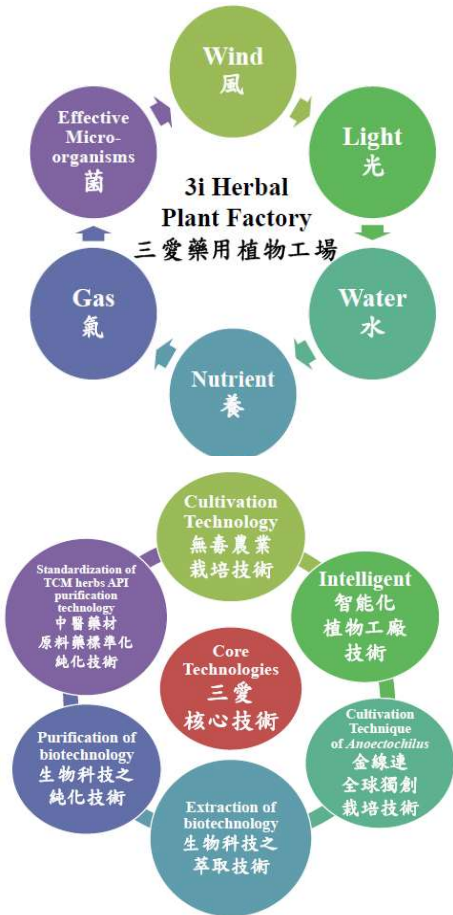 Wind
風
Light
光
Water
水
Nutrient
養
Gas
氣
Effective
Micro-
organisms
菌
3i Herbal
Plant Factory
三愛藥用植物工場
Cultivation
Technology
無毒農業
栽培技術
Intelligent
智能化
植物工廠
技術
Cultivation
Technique
of Anoectochilus
金線連
全球獨創
栽培技術
Extraction of
biotechnology
生物科技之
萃取技術
Purification of
biotechnology
生物科技之
純化技術
Standardization of
TCM herbs API
purification
technology
中醫藥材
原料藥標準化
純化技術
Core
Technologies
三愛
核心技術